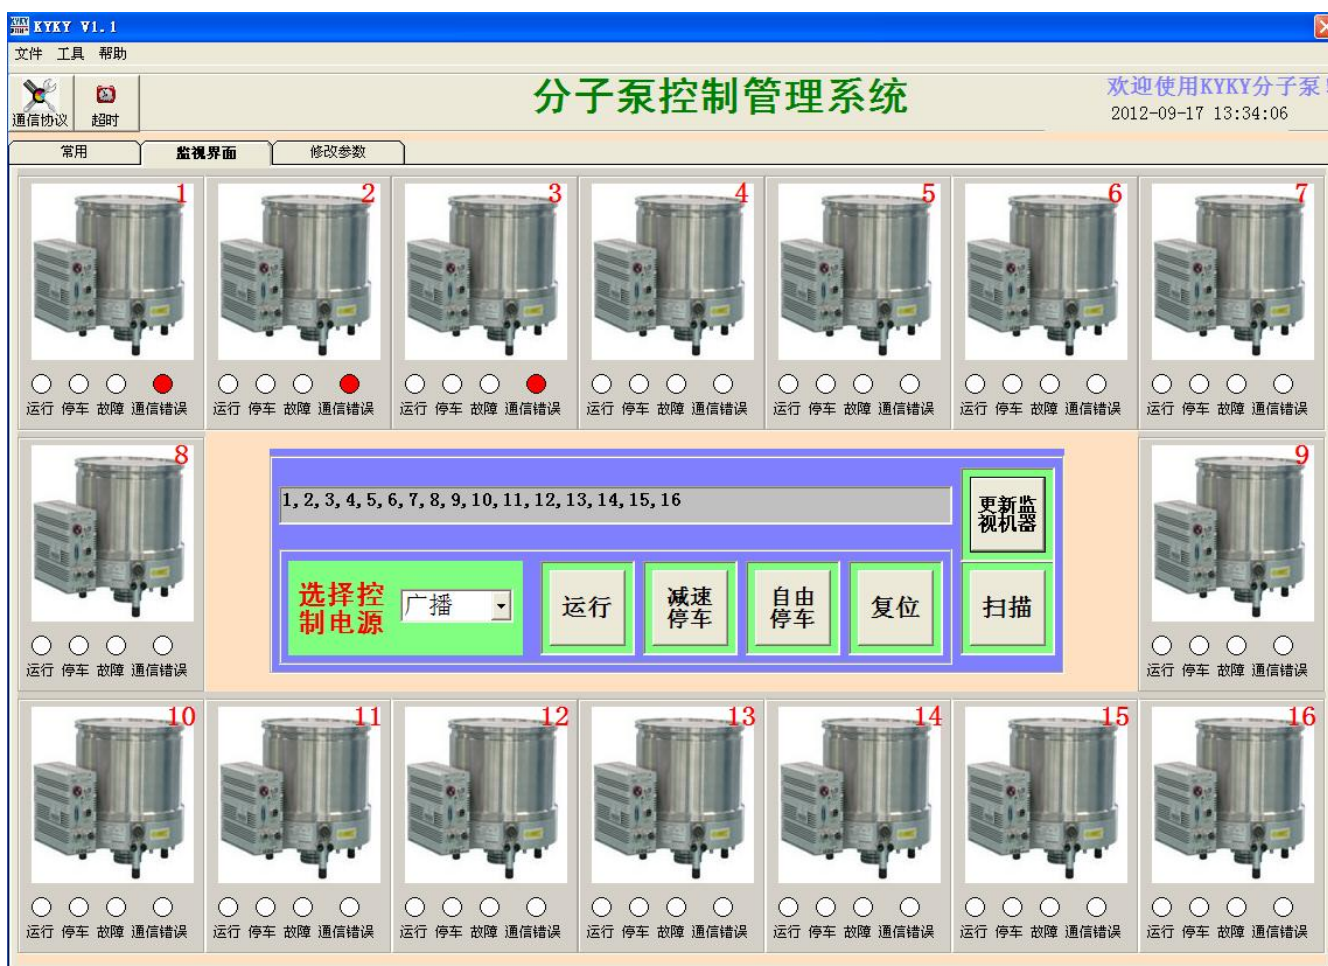 KYKY V1.1
文件 工具 帮助
通信协议 超时
分子泵控制管理系统
欢迎使用KYKY分子泵!
2012-09-17 13:34:06
常用 监视界面 修改参数
1 2 3 4 5 6 7
运行 停车 故障 通信错误 运行 停车 故障 通信错误 运行 停车 故障 通信错误 运行 停车 故障 通信错误 运行 停车 故障 通信错误 运行 停车 故障 通信错误 运行 停车 故障 通信错误
8 9
1,2,3,4,5,6,7,8,9,10,11,12,13,14,15,16
更新监
视机器
选择控
制电源
广播
运行
减速
停车
自由
停车
复位
扫描
运行 停车 故障 通信错误 运行 停车 故障 通信错误
10 11 12 13 14 15 16
运行 停车 故障 通信错误 运行 停车 故障 通信错误 运行 停车 故障 通信错误 运行 停车 故障 通信错误 运行 停车 故障 通信错误 运行 停车 故障 通信错误 运行 停车 故障 通信错误